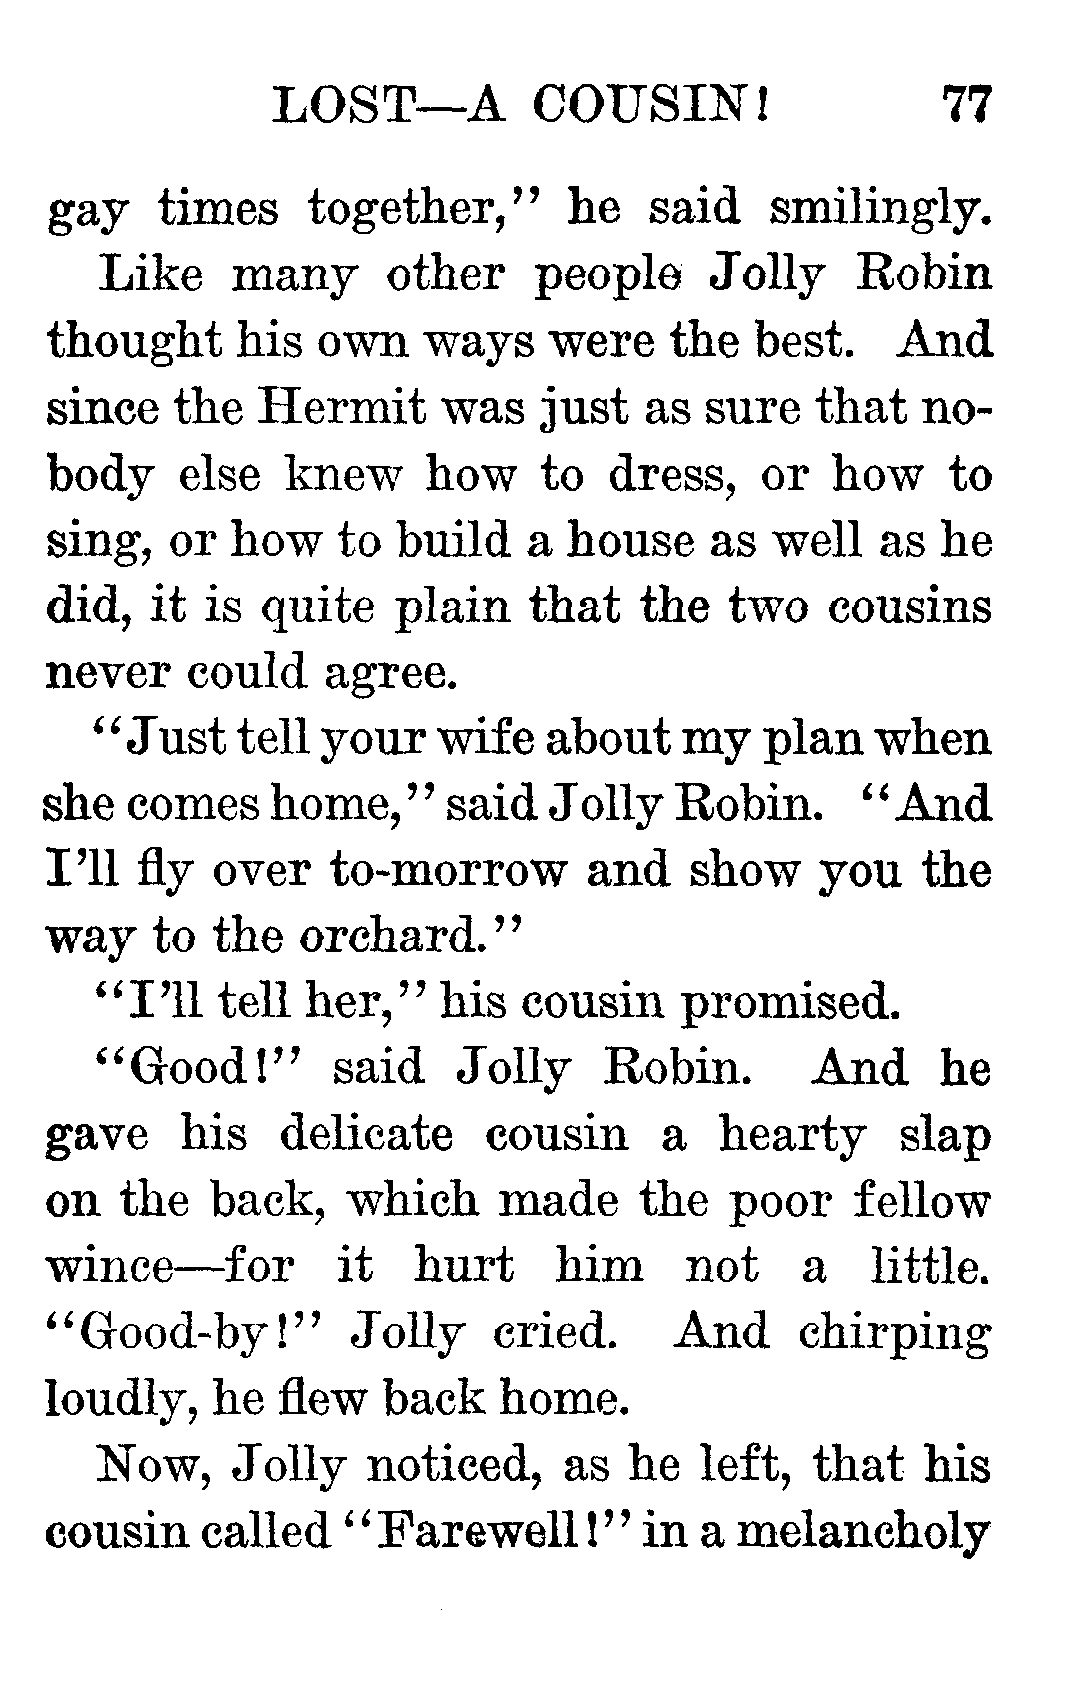 LOST—A COUSIN! 77
gay times together,” he said smilingly.
Like many other people Jolly Robin
thought his own ways were the best. And
since the Hermit was just as sure that no-
body else knew how to dress, or how to
sing, or how to build a house as well as he
did, it is quite plain that the two cousins
never could agree.
“Just tell your wife about my plan when
she comes home,” said Jolly Robin. “And
I’ll fly over to-morrow and show you the
way to the orchard.”
“I’ll tell her,” his cousin promised.
“Good!” said Jolly Robin. And he
gave his delicate cousin a hearty slap
on the back, which made the poor fellow
wince—for it hurt him not a little.
“Good-by!” Jolly cried. And chirping
loudly, he flew back home.
Now, Jolly noticed, as he left, that his
cousin called “Farewell!” in a melancholy